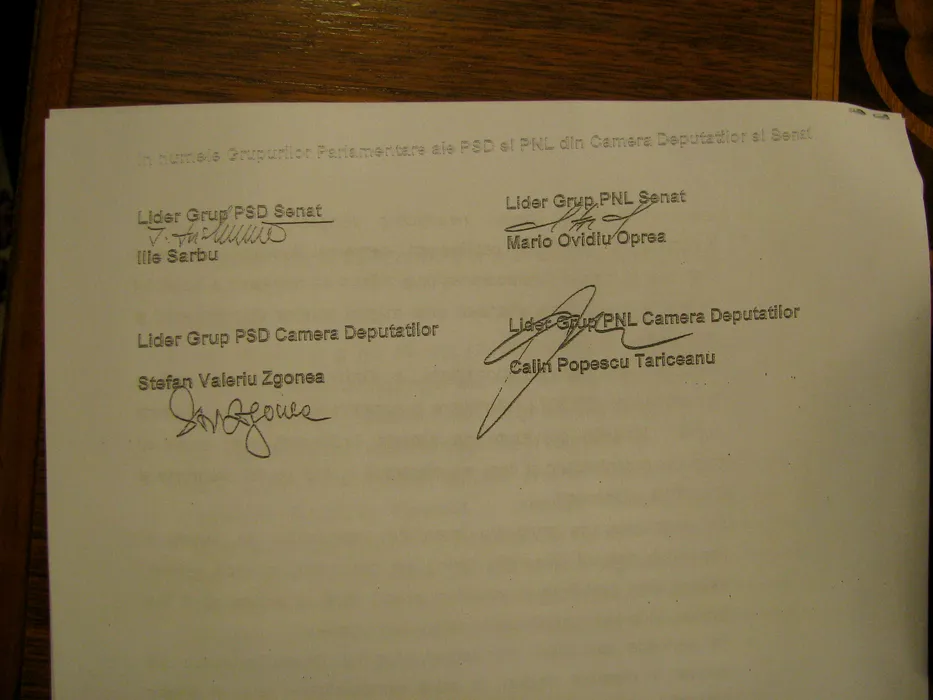 In numele Grupurilor Parlamentare ale PSD si PNL din Camera Deputatilor si Senat
Lider Grup PSD Senat
Ilie Sarbu
Lider Grup PNL Senat
Mario Ovidiu Oprea
Lider Grup PSD Camera Deputatilor
Stefan Valeriu Zgonea
Lider Grup PNL Camera Deputatilor
Calin Popescu Tariceanu